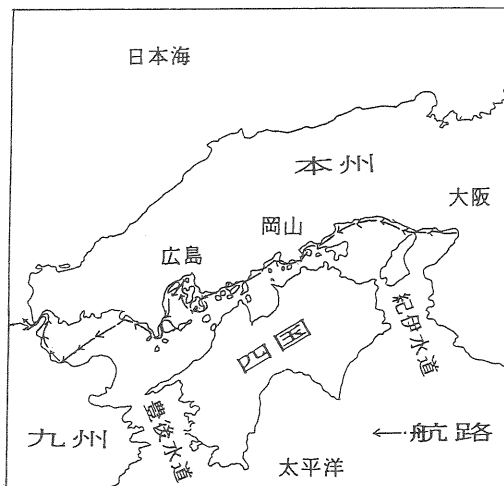 日本海
本州
大阪
岡山
広島
紀伊水道
四国
豊後水道
九州
←航路
太平洋